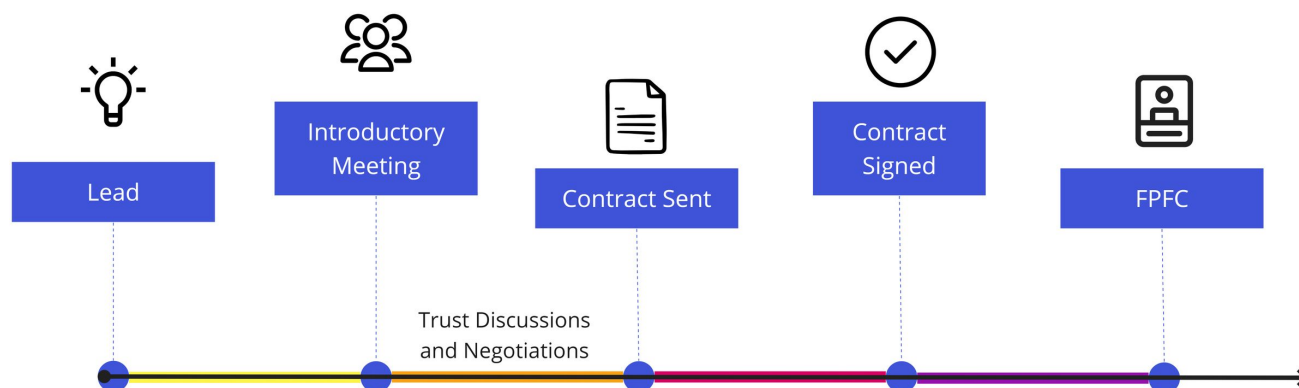 Lead
Introductory
Meeting
Contract Sent
Contract
Signed
FPFC
Trust Discussions
and Negotiations